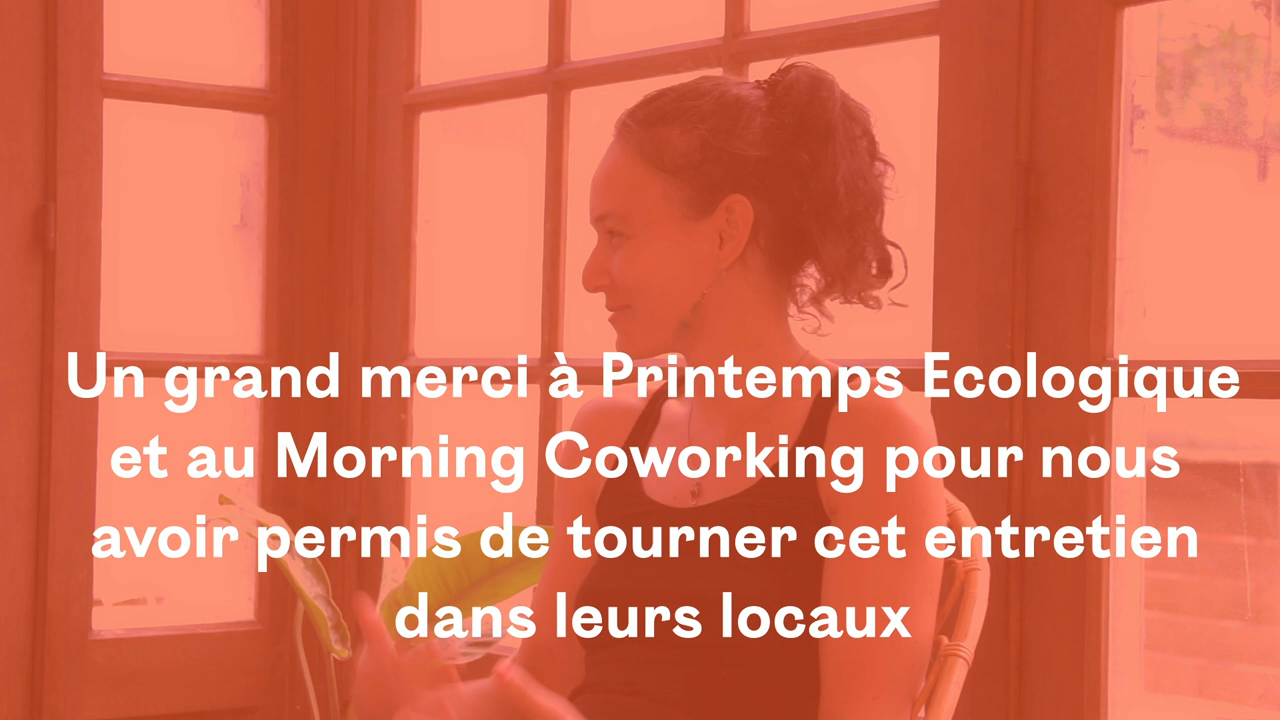 Un grand merci à Printemps Ecologique
et au Morning Coworking pour nous
avoir permis de tourner cet entretien
dans leurs locaux